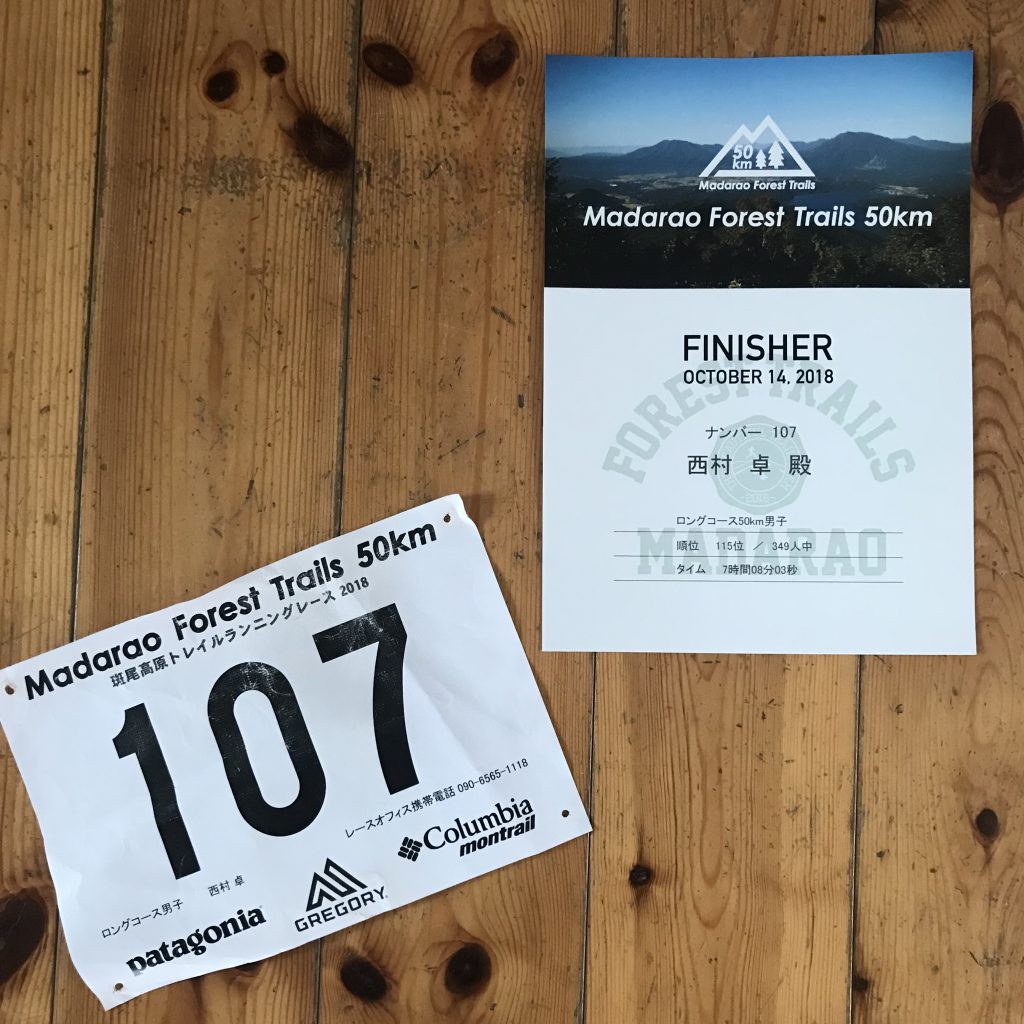 50
km
Madarao Forest Trails
Madarao Forest Trails 50km
FINISHER
OCTOBER 14, 2018
FOREST TRAILS
MADARAO
ナンバー 107
西村 卓 殿
ロングコース50km男子
順位 115位 ／ 349人中
タイム 7時間08分03秒
Madarao Forest Trails 50km
斑尾高原トレイルランニングレース 2018
107
レースオフィス携帯電話 090-6565-1118
ロングコース男子 西村 卓
patagonia
GREGORY
Columbia
montrail